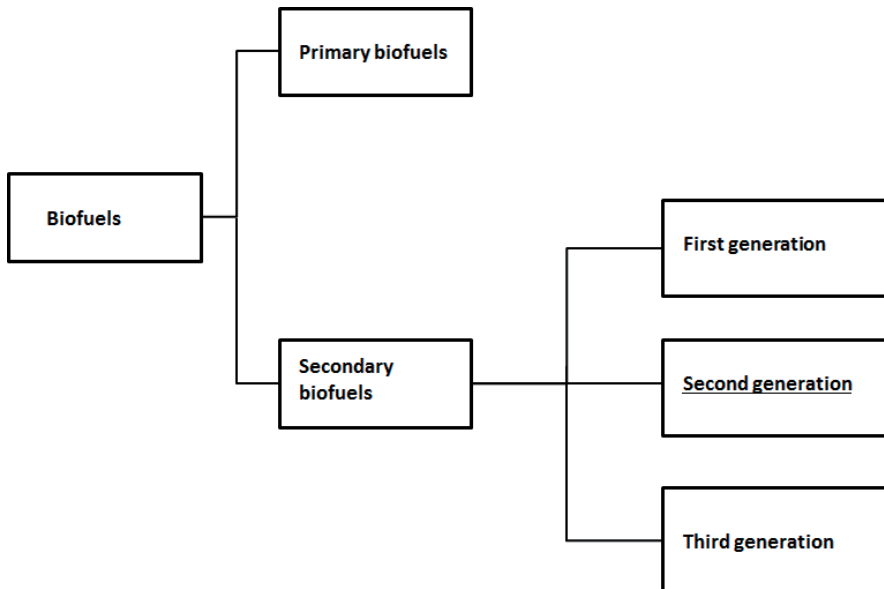 Primary biofuels
Biofuels
First generation
Secondary
biofuels
Second generation
Third generation